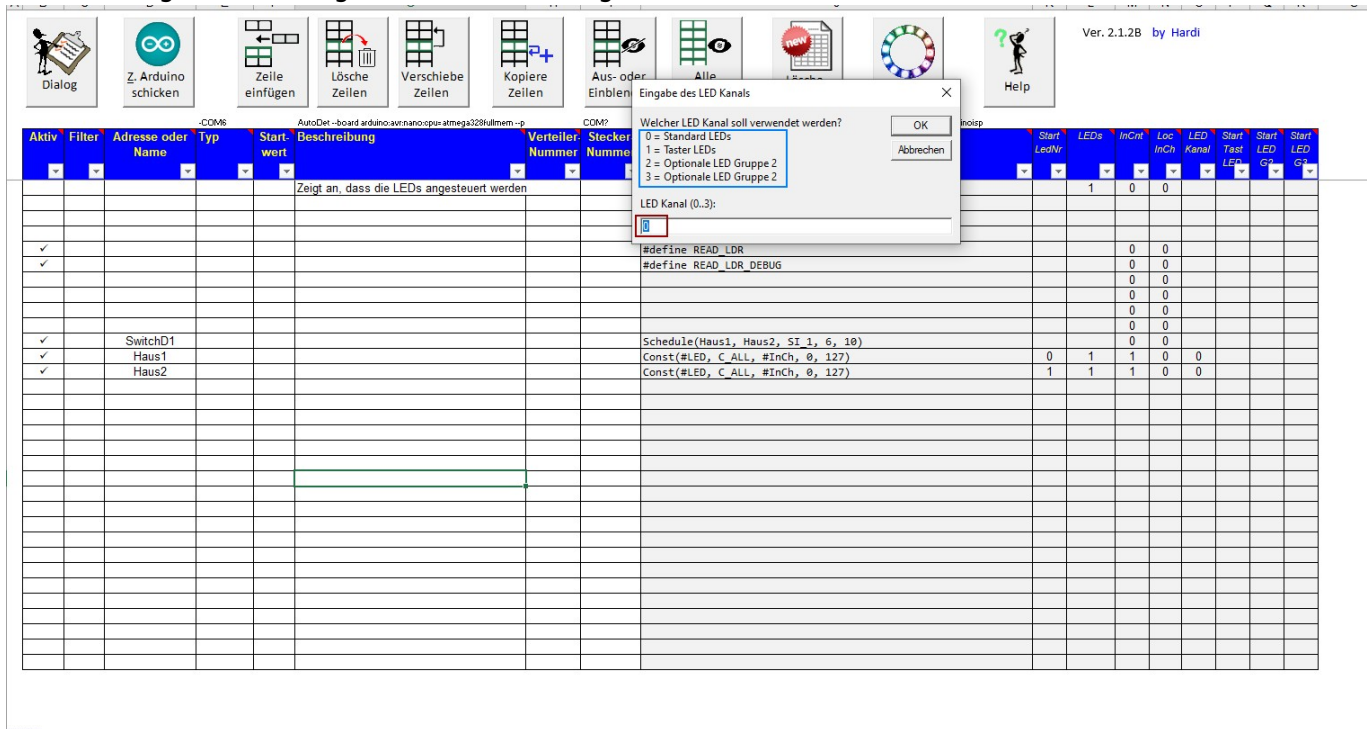 Ver. 2.1.2B by Hardi
Dialog
Z. Arduino
schicken
Zeile
einfügen
Lösche
Zeilen
Verschiebe
Zeilen
Kopiere
Zeilen
Aus- oder
Alle
new
Help
Eingabe des LED Kanals
Welcher LED Kanal soll verwendet werden?
0 = Standard LEDs
1 = Taster LEDs
2 = Optionale LED Gruppe 2
3 = Optionale LED Gruppe 2
OK
Abbrechen
LED Kanal (0..3):
0
-COM6 AutoDet --board arduino:avr:nano:cpu=atmega328fullmem --p COM? inoisp
Aktiv Filter Adresse oder Name Typ Start-wert Beschreibung Verteiler-Nummer Stecker Start LedNr LEDs InCnt Loc InCh LED Kanal Start Tast LED Start LED G2 Start LED G3
Zeigt an, dass die LEDs angesteuert werden 1 0 0
✓ #define READ_LDR 0 0
✓ #define READ_LDR_DEBUG 0 0
0 0
0 0
0 0
0 0
✓ SwitchD1 Schedule(Haus1, Haus2, SI_1, 6, 10) 0 0
✓ Haus1 Const(#LED, C_ALL, #InCh, 0, 127) 0 1 1 0 0
✓ Haus2 Const(#LED, C_ALL, #InCh, 0, 127) 1 1 1 0 0